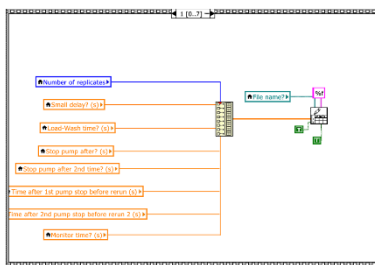 1 [0..7]
Number of replicates
Small delay? (s)
Load-Wash time? (s)
Stop pump after? (s)
Stop pump after 2nd time? (s)
Time after 1st pump stop before rerun (s)
Time after 2nd pump stop before rerun 2 (s)
Monitor time? (s)
File name?
%f